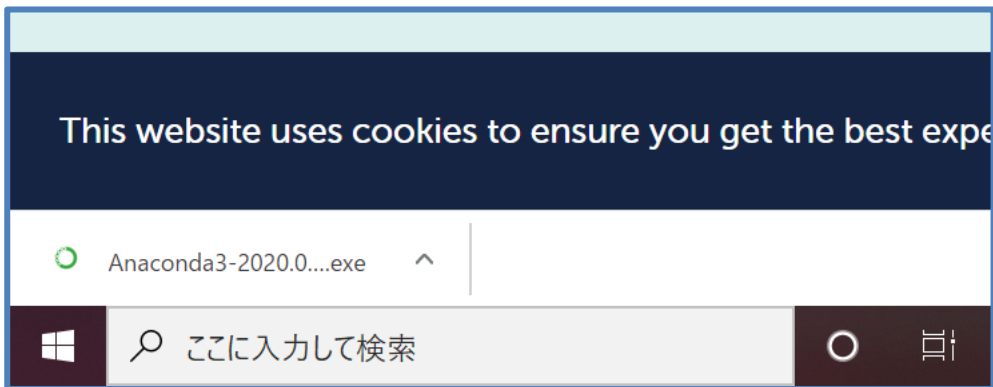 This website uses cookies to ensure you get the best expe
Anaconda3-2020.0....exe
ここに入力して検索